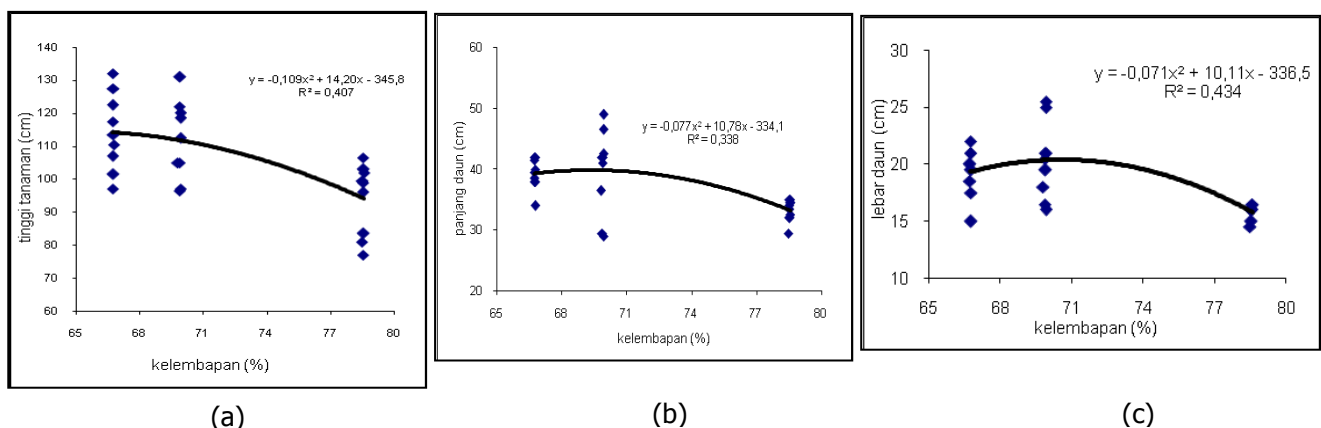 tinggi tanaman (cm)
140
130
120
110
100
90
80
70
60
65
68
71
74
77
80
kelembapan (%)
y = -0,109x² + 14,20x - 345,8
R² = 0,407
(a)
panjang daun (cm)
60
50
40
30
20
65
68
71
74
77
80
kelembapan (%)
y = -0,077x² + 10,78x - 334,1
R² = 0,338
(b)
lebar daun (cm)
30
25
20
15
10
65
71
77
83
kelembapan (%)
y = -0,071x² + 10,11x - 336,5
R² = 0,434
(c)